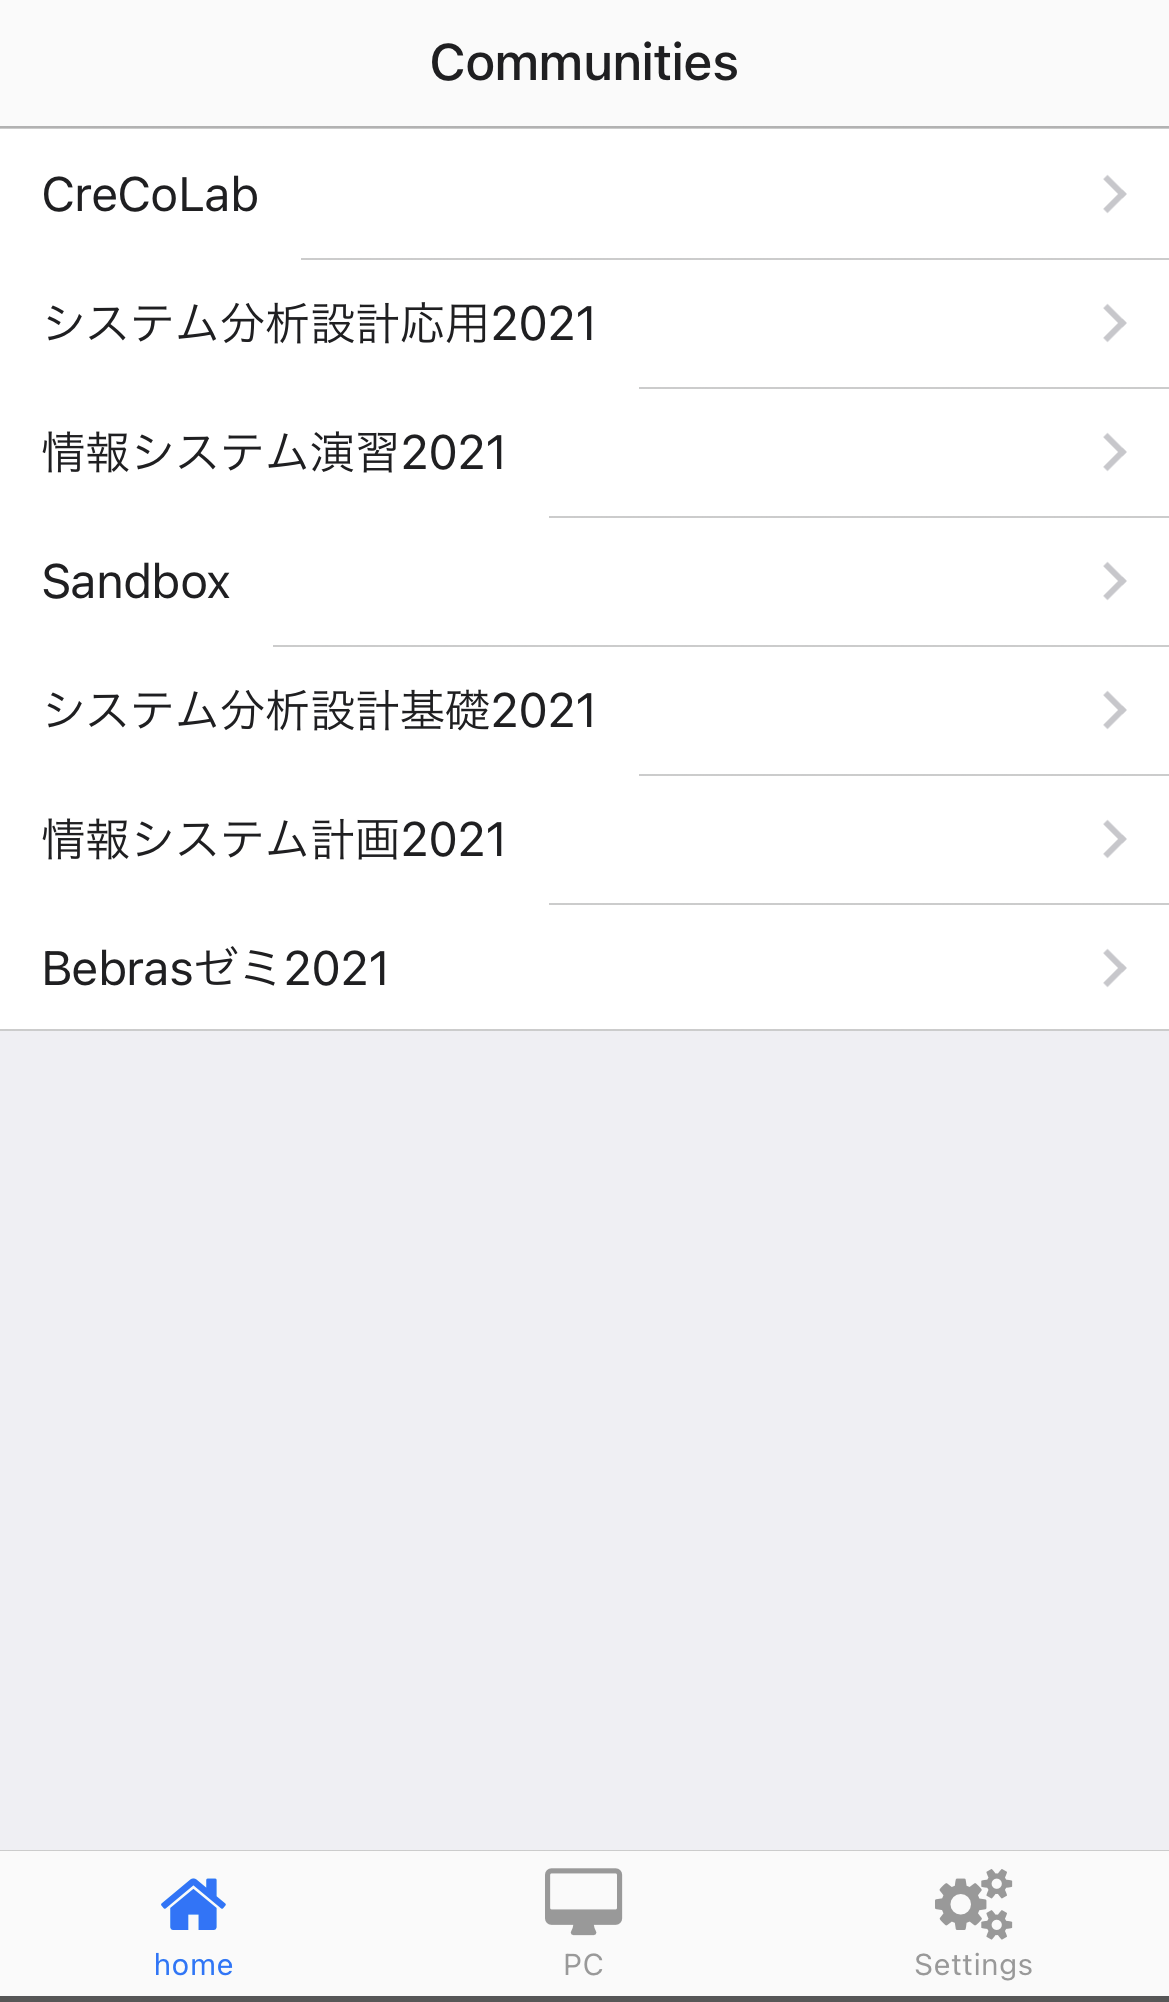 Communities
CreCoLab
システム分析設計応用2021
情報システム演習2021
Sandbox
システム分析設計基礎2021
情報システム計画2021
Bebrasゼミ2021
home
PC
Settings